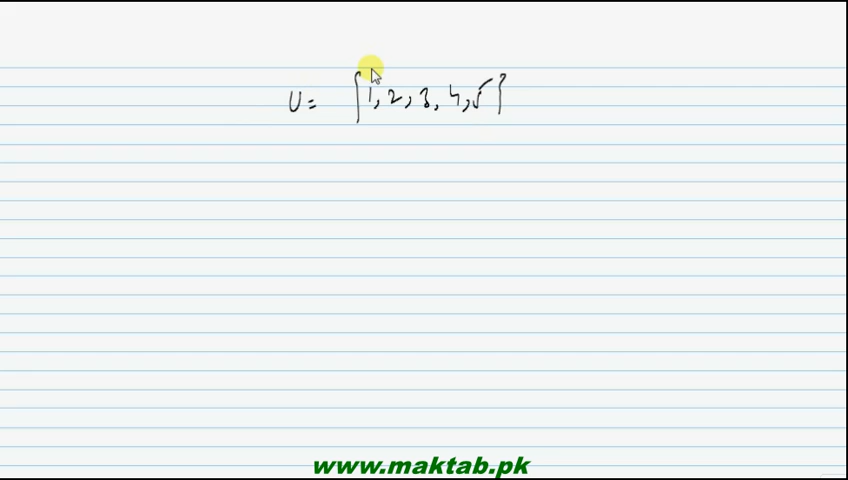 U = {1, 2, 3, 4, 5}
www.maktab.pk